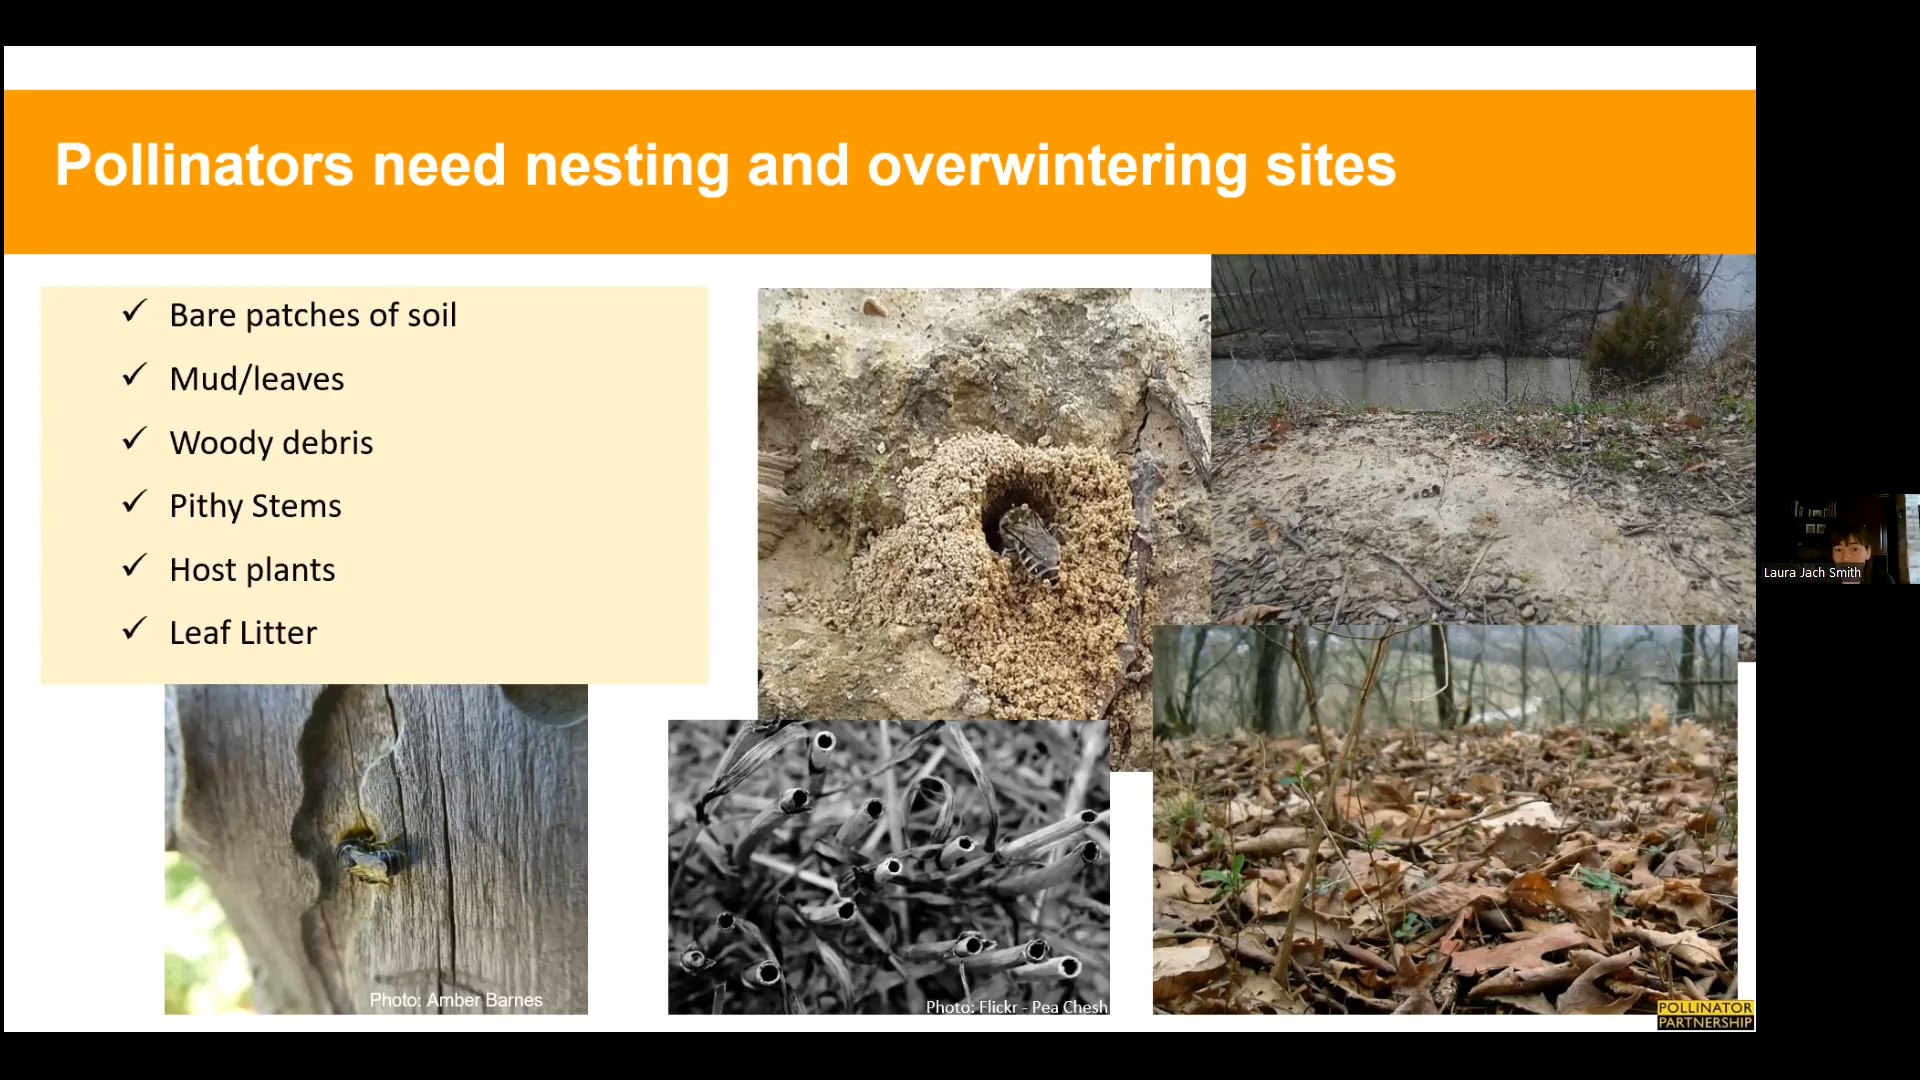 Pollinators need nesting and overwintering sites
✓ Bare patches of soil
✓ Mud/leaves
✓ Woody debris
✓ Pithy Stems
✓ Host plants
✓ Leaf Litter
Laura Jach Smith
Photo: Amber Barnes
Photo: Flickr - Pea Chesh
POLLINATOR
PARTNERSHIP